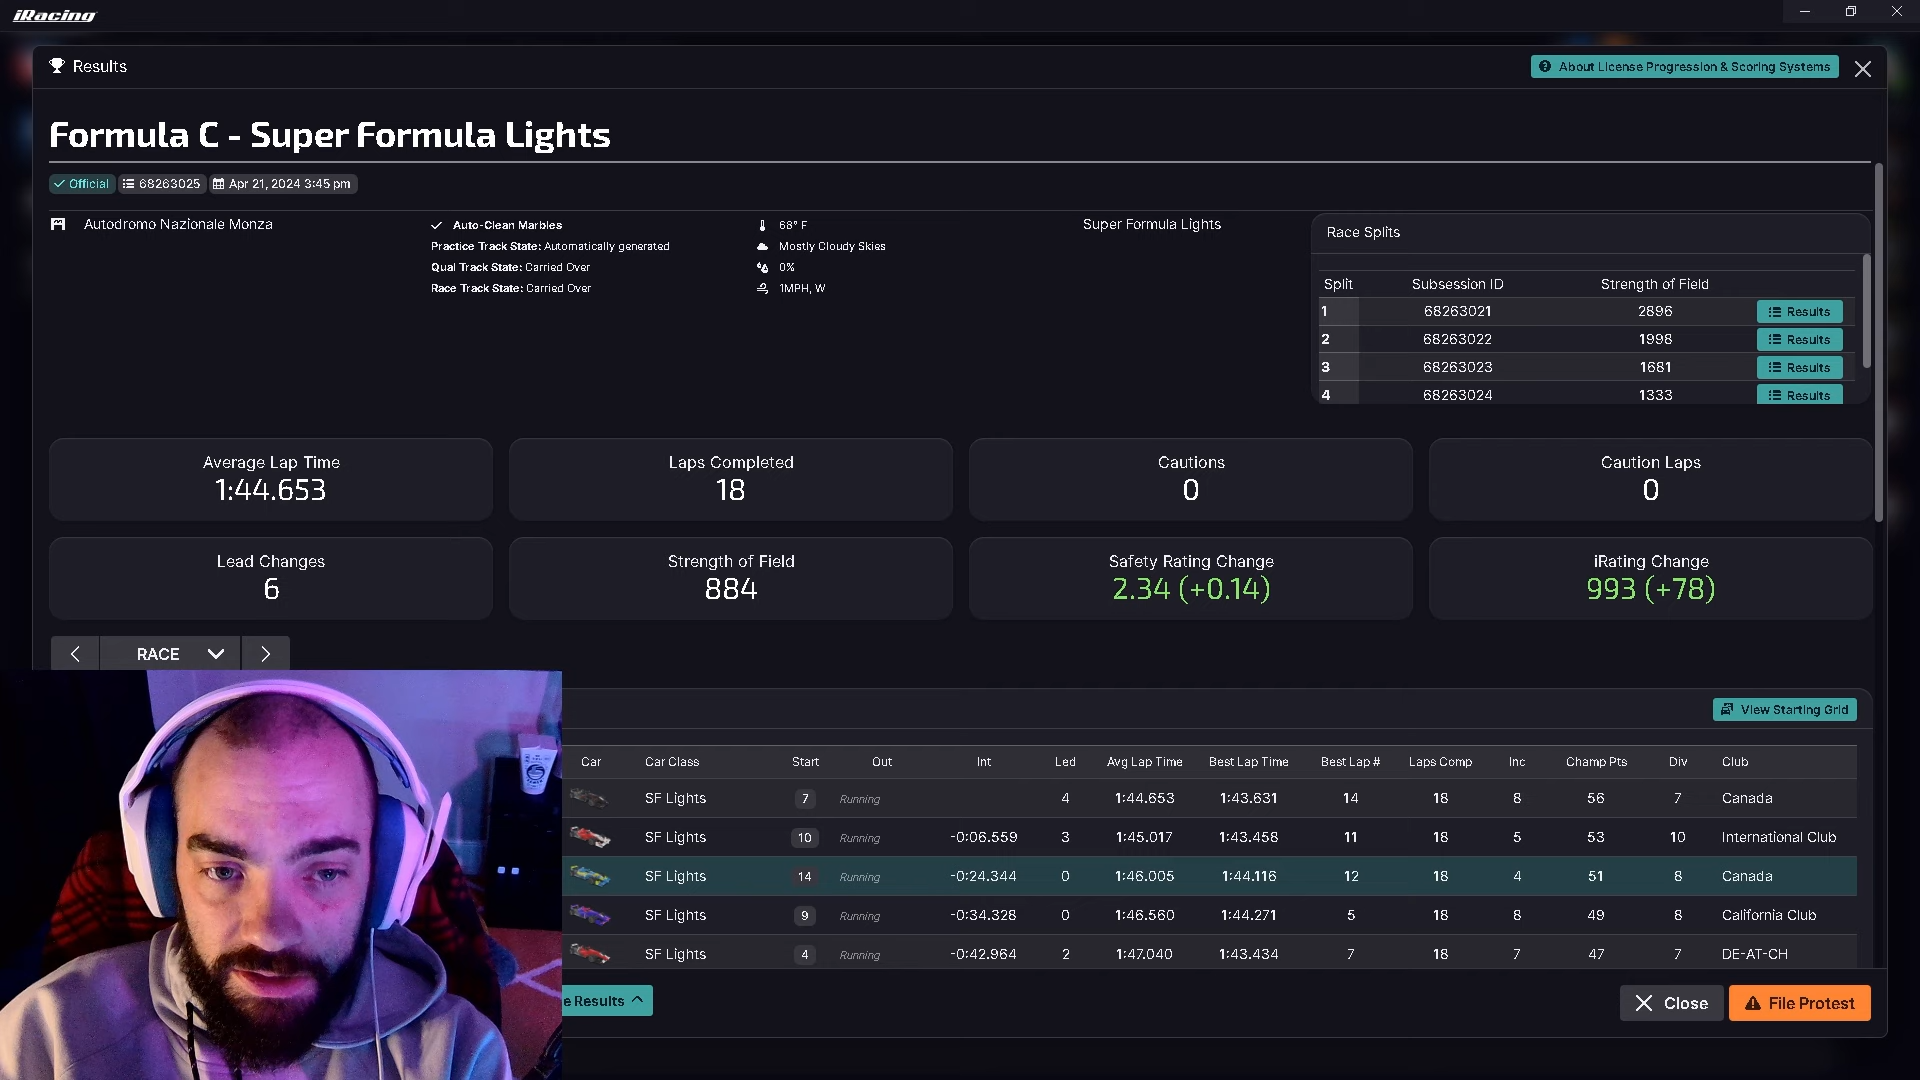 iRacing
Results
About License Progression & Scoring Systems
Formula C - Super Formula Lights
Official
68263025
Apr 21, 2024 3:45 pm
Autodromo Nazionale Monza
Auto-Clean Marbles
Practice Track State: Automatically generated
Qual Track State: Carried Over
Race Track State: Carried Over
68° F
Mostly Cloudy Skies
0%
1MPH, W
Super Formula Lights
Race Splits
Split Subsession ID Strength of Field
1 68263021 2896 Results
2 68263022 1998 Results
3 68263023 1681 Results
4 68263024 1333 Results
Average Lap Time
1:44.653
Laps Completed
18
Cautions
0
Caution Laps
0
Lead Changes
6
Strength of Field
884
Safety Rating Change
2.34 (+0.14)
iRating Change
993 (+78)
RACE
View Starting Grid
Car Car Class Start Out Int Led Avg Lap Time Best Lap Time Best Lap # Laps Comp Inc Champ Pts Div Club
SF Lights 7 Running 4 1:44.653 1:43.631 14 18 8 56 7 Canada
SF Lights 10 Running -0:06.559 3 1:45.017 1:43.458 11 18 5 53 10 International Club
SF Lights 14 Running -0:24.344 0 1:46.005 1:44.116 12 18 4 51 8 Canada
SF Lights 9 Running -0:34.328 0 1:46.560 1:44.271 5 18 8 49 8 California Club
SF Lights 4 Running -0:42.964 2 1:47.040 1:43.434 7 18 7 47 7 DE-AT-CH
e Results
Close
File Protest